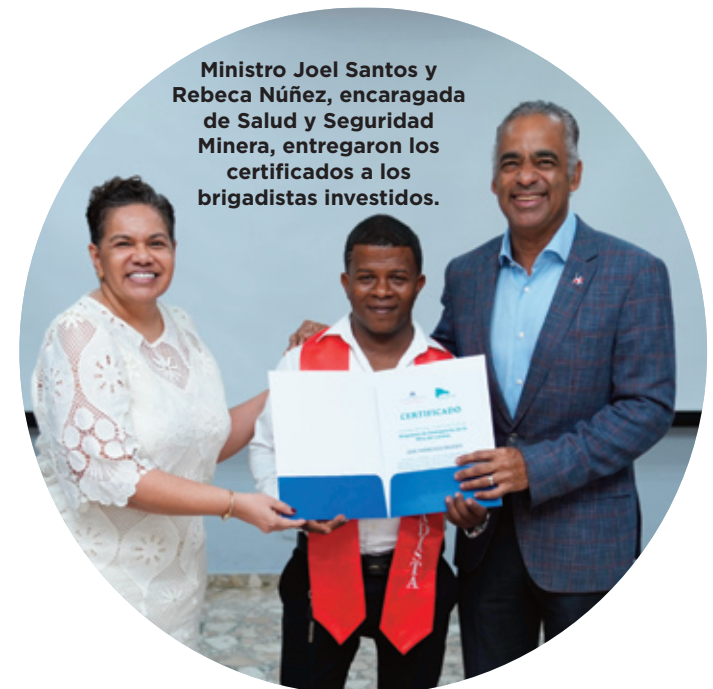 Ministro Joel Santos y
Rebeca Núñez, encaragada
de Salud y Seguridad
Minera, entregaron los
certificados a los
brigadistas investidos.
CERTIFICADO